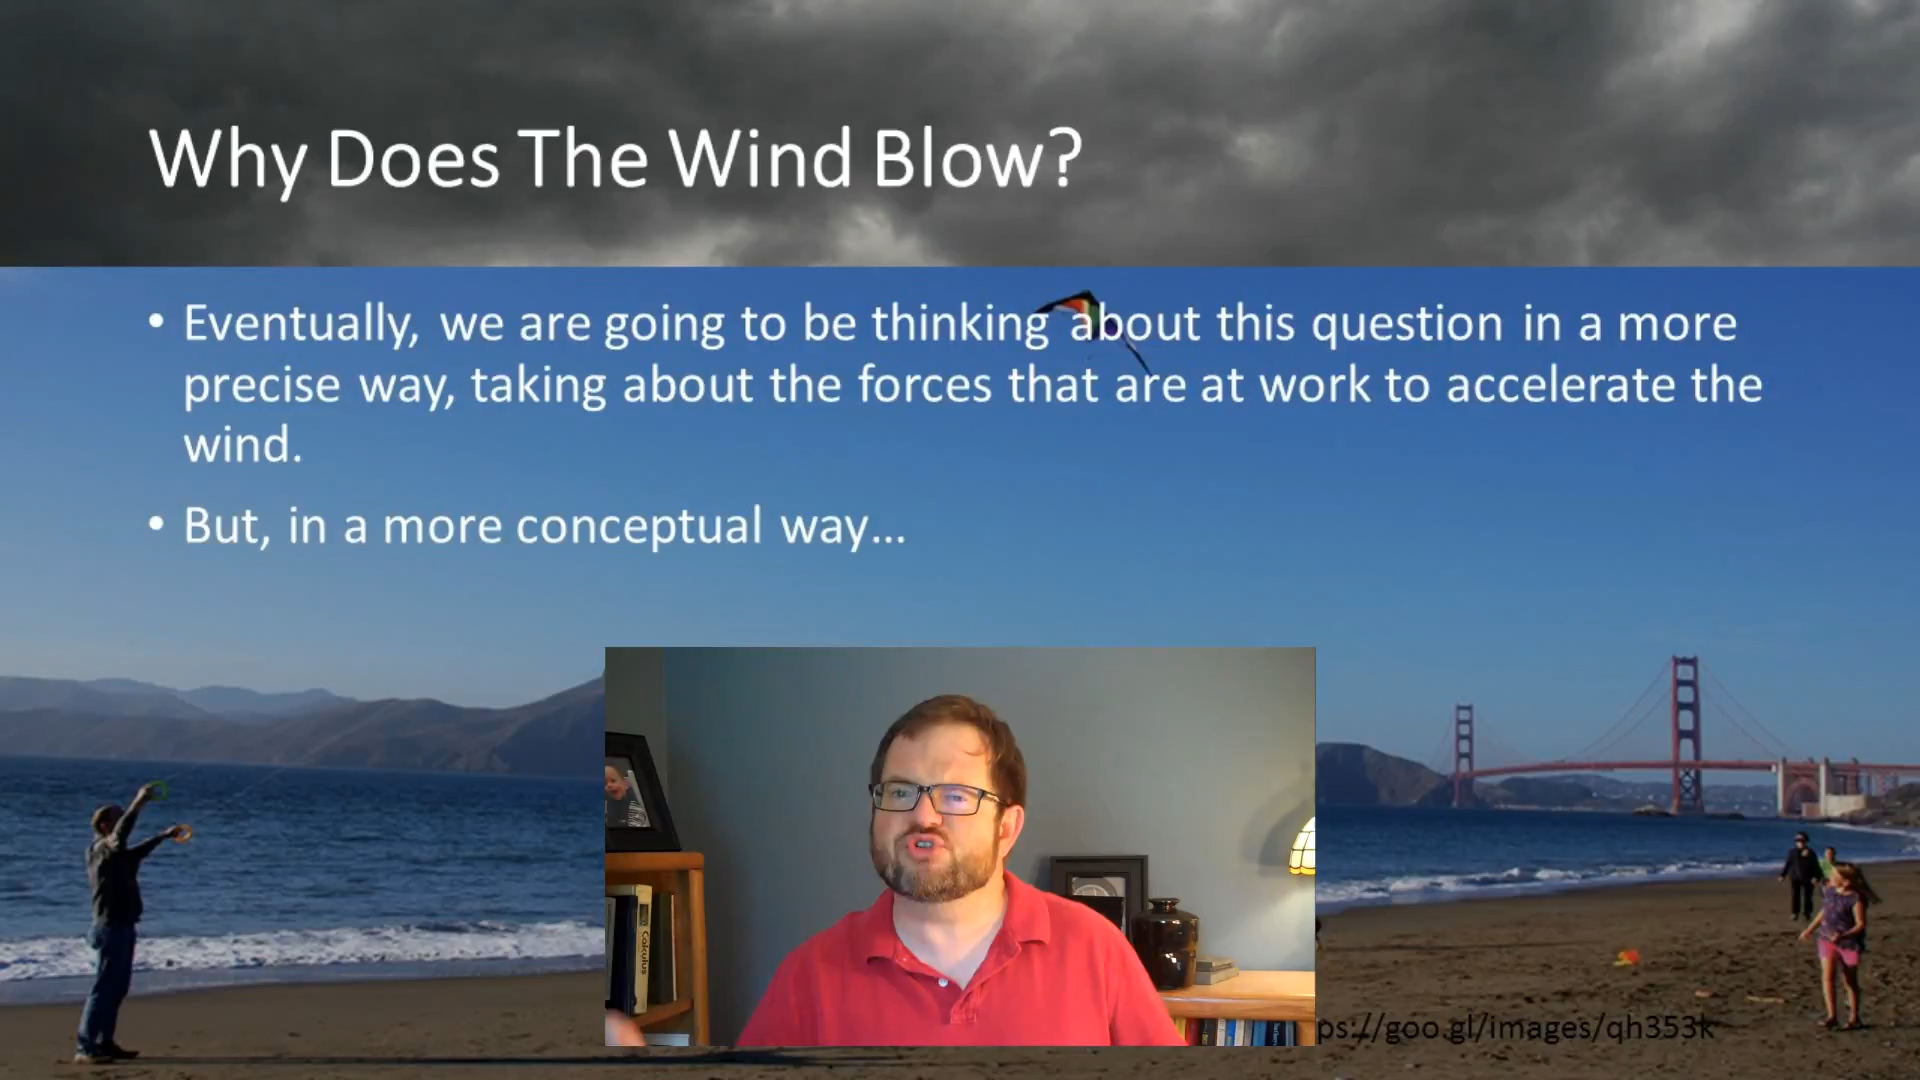 Why Does The Wind Blow?
• Eventually, we are going to be thinking about this question in a more
precise way, taking about the forces that are at work to accelerate the
wind.
• But, in a more conceptual way...
Calculus
ps://goo.gl/images/qh353k